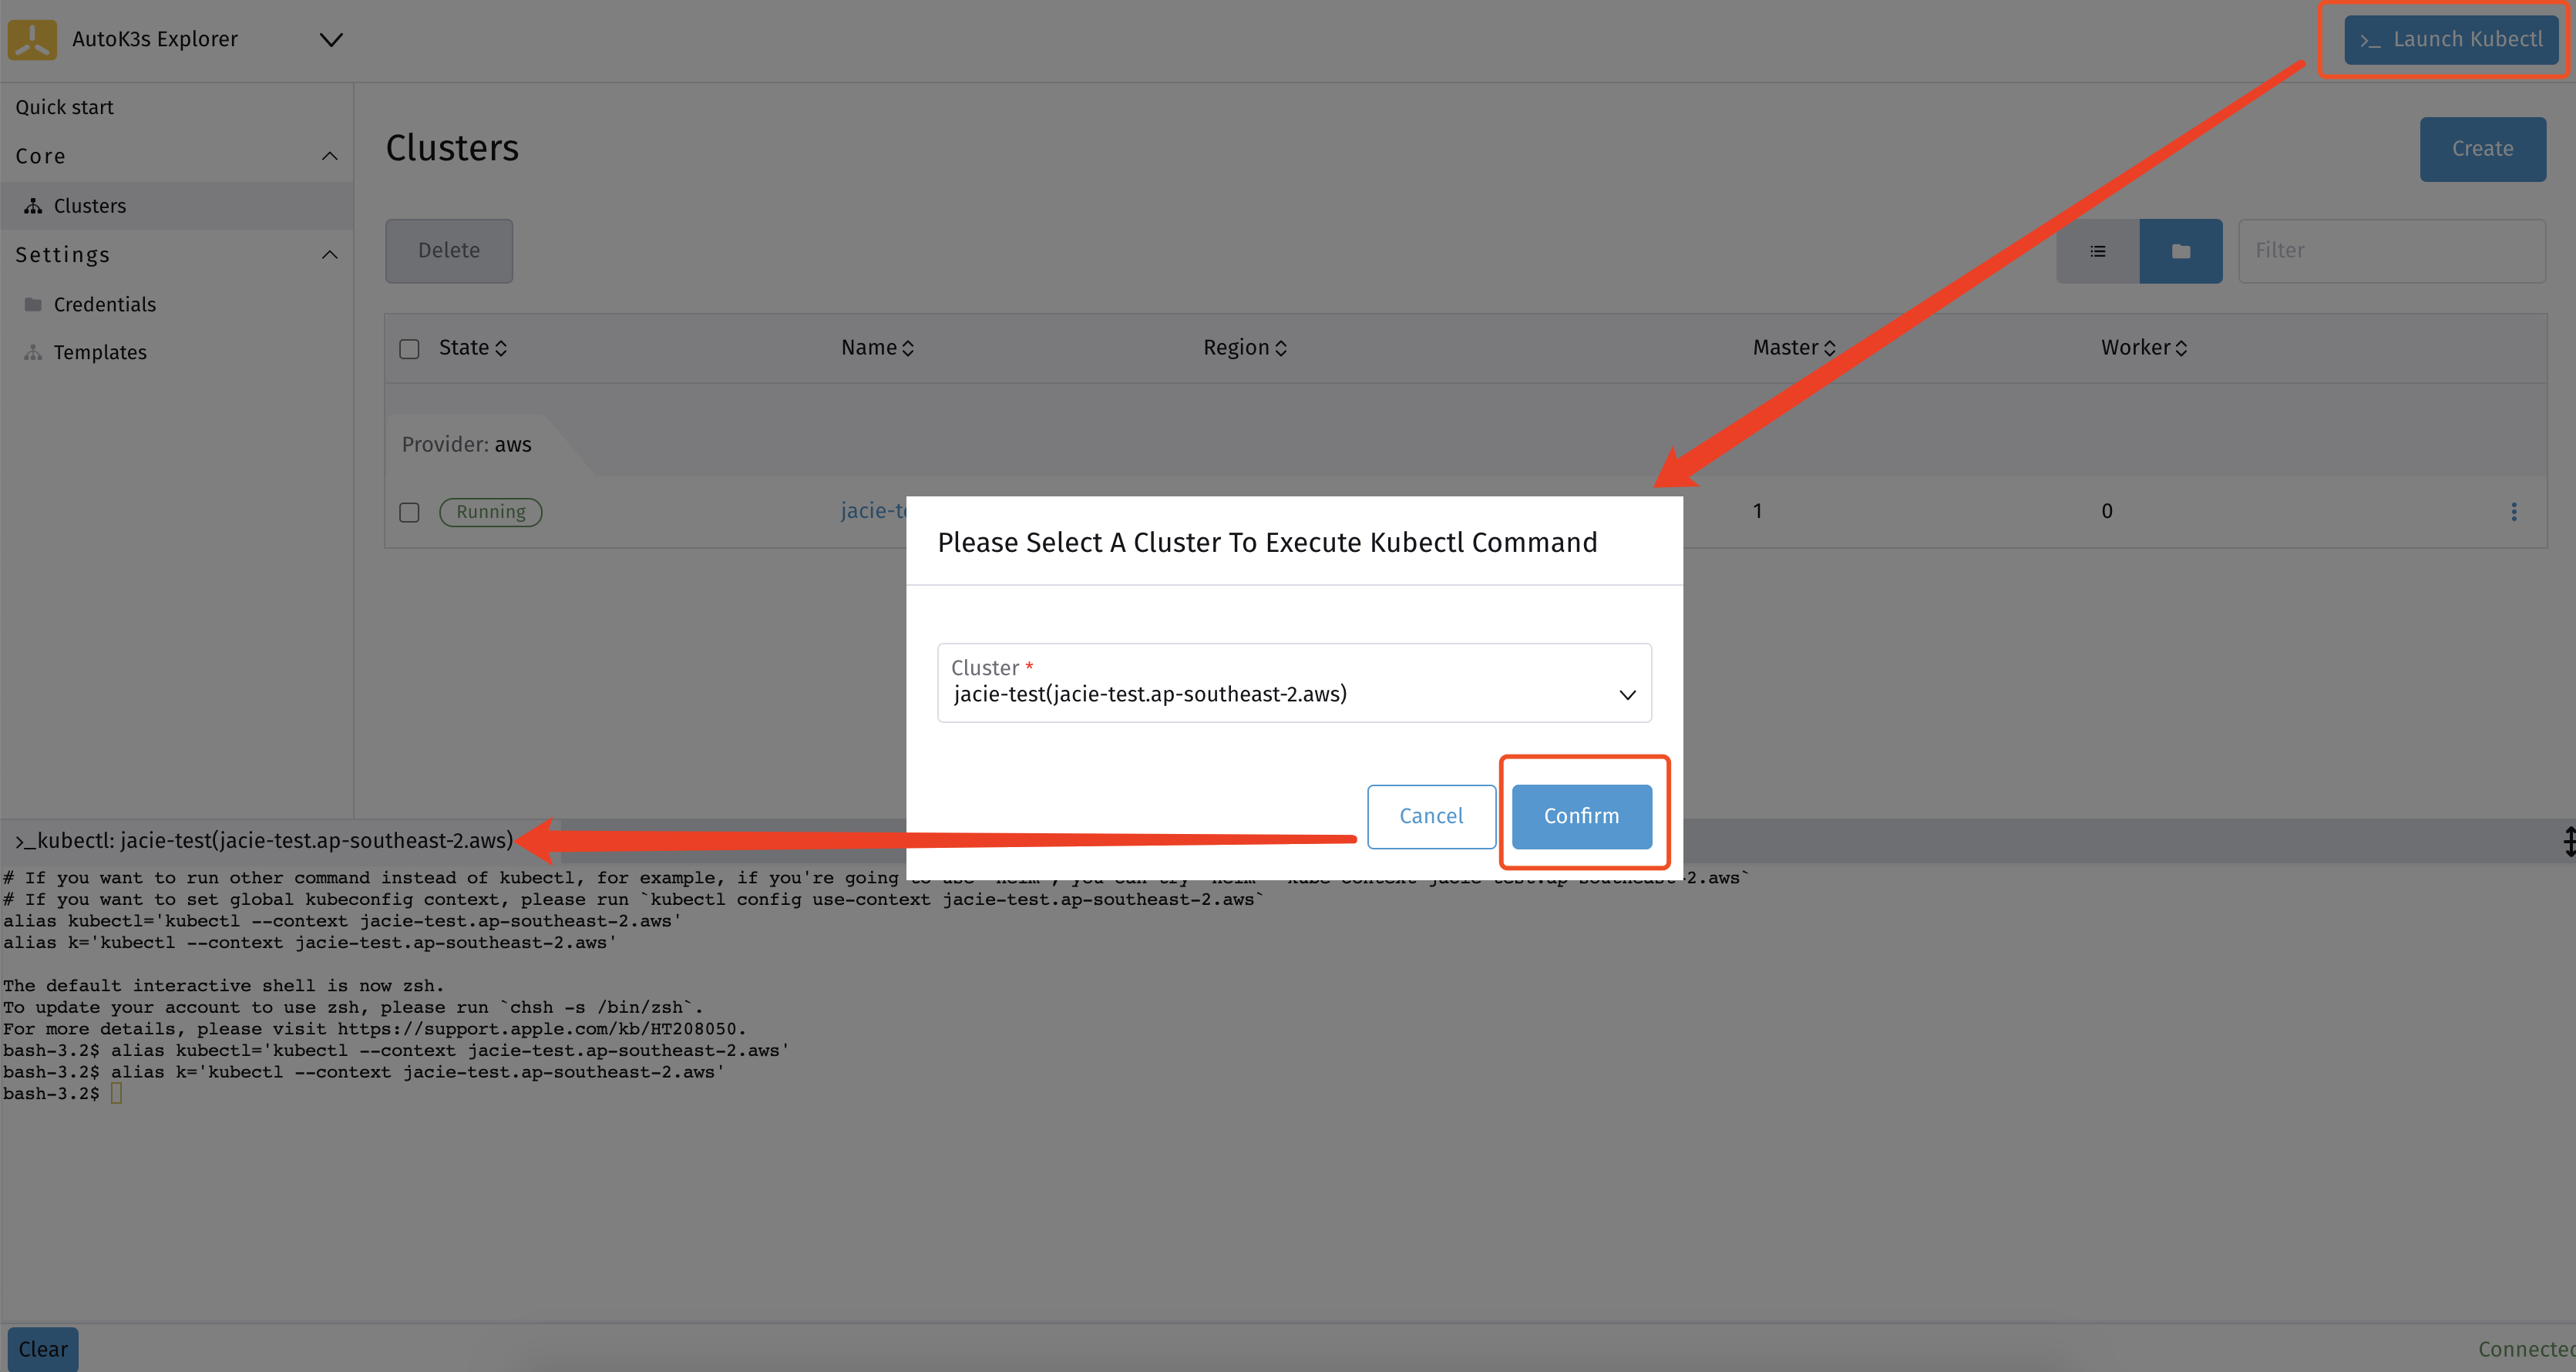 AutoK3s Explorer
>_ Launch Kubectl
Quick start
Core
Clusters
Settings
Credentials
Templates
Clusters
Create
Delete
Filter
State Name Region Master Worker
Provider: aws
Running jacie-te 1 0
Please Select A Cluster To Execute Kubectl Command
Cluster *
jacie-test(jacie-test.ap-southeast-2.aws)
Cancel Confirm
>_kubectl: jacie-test(jacie-test.ap-southeast-2.aws)
# If you want to run other command instead of kubectl, for example, if you're going -2.aws`
# If you want to set global kubeconfig context, please run `kubectl config use-context jacie-test.ap-southeast-2.aws`
alias kubectl='kubectl --context jacie-test.ap-southeast-2.aws'
alias k='kubectl --context jacie-test.ap-southeast-2.aws'
The default interactive shell is now zsh.
To update your account to use zsh, please run `chsh -s /bin/zsh`.
For more details, please visit https://support.apple.com/kb/HT208050.
bash-3.2$ alias kubectl='kubectl --context jacie-test.ap-southeast-2.aws'
bash-3.2$ alias k='kubectl --context jacie-test.ap-southeast-2.aws'
bash-3.2$
Clear
Connected